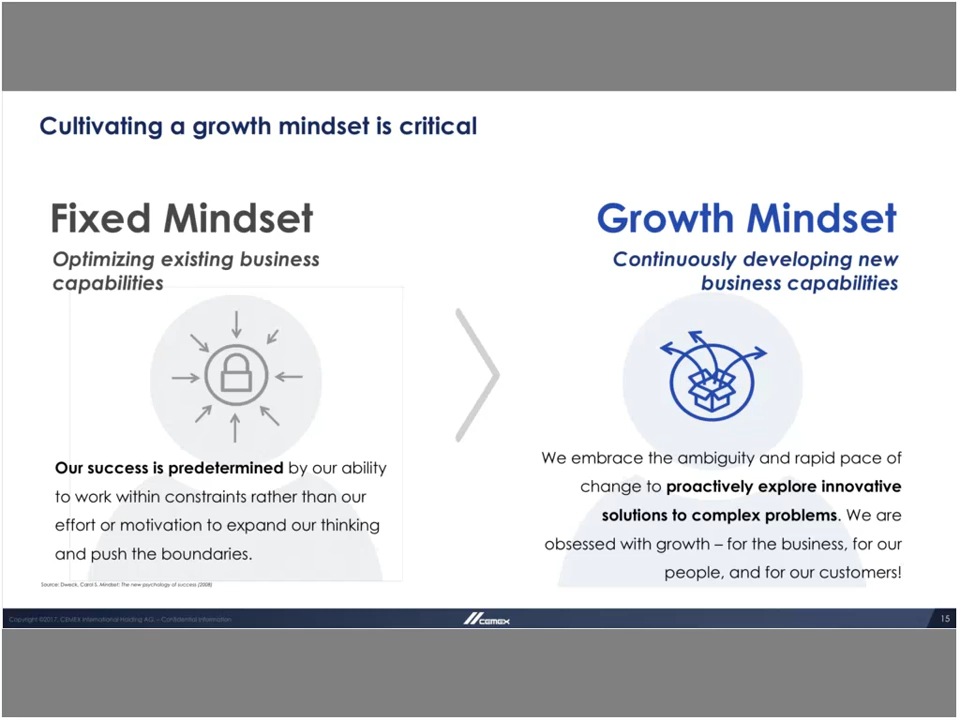 Cultivating a growth mindset is critical
Fixed Mindset
Optimizing existing business
capabilities
Our success is predetermined by our ability
to work within constraints rather than our
effort or motivation to expand our thinking
and push the boundaries.
Source: Dweck, Carol S. Mindset: The new psychology of success (2008)
Growth Mindset
Continuously developing new
business capabilities
We embrace the ambiguity and rapid pace of
change to proactively explore innovative
solutions to complex problems. We are
obsessed with growth – for the business, for our
people, and for our customers!
Copyright ©2017, CEMEX International Holding AG. – Confidential Information
CEMEX
15